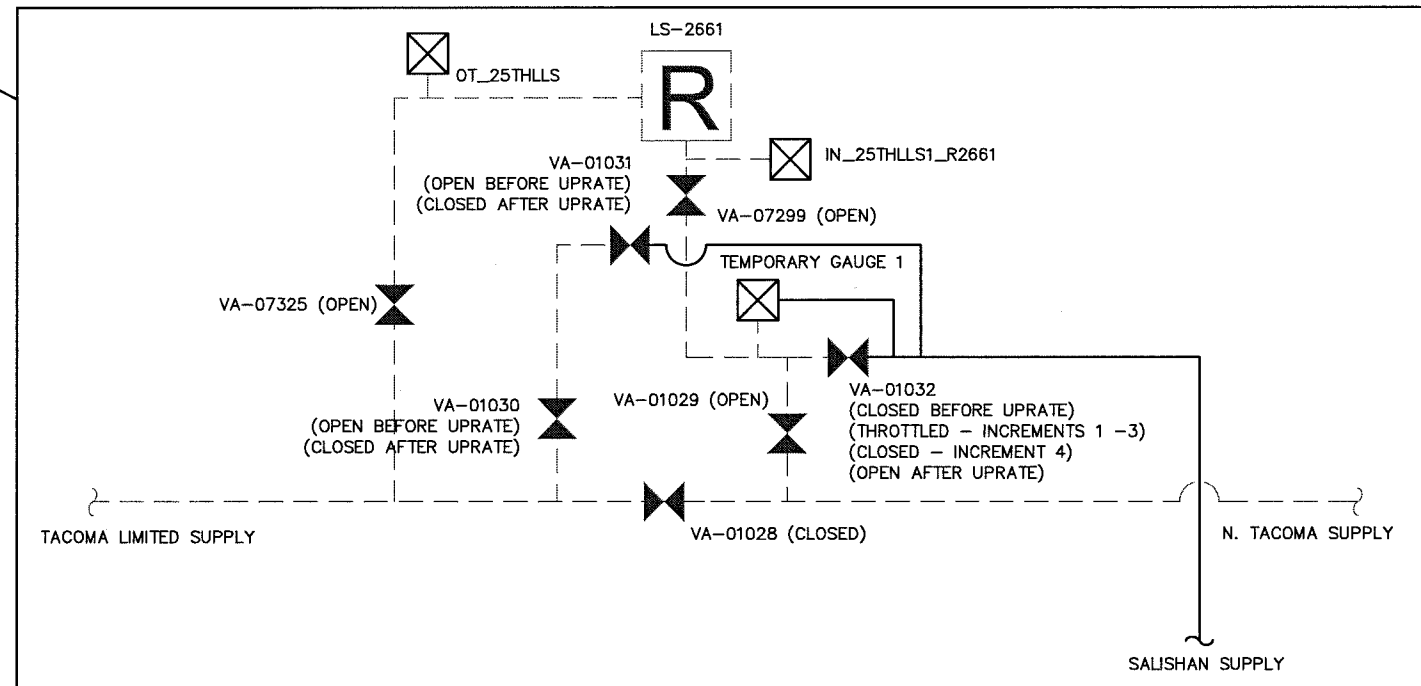 LS-2661
OT_25THLLS
R
IN_25THLLS1_R2661
VA-01031
(OPEN BEFORE UPRATE)
(CLOSED AFTER UPRATE)
VA-07299 (OPEN)
TEMPORARY GAUGE 1
VA-07325 (OPEN)
VA-01030
(OPEN BEFORE UPRATE)
(CLOSED AFTER UPRATE)
VA-01029 (OPEN)
VA-01032
(CLOSED BEFORE UPRATE)
(THROTTLED - INCREMENTS 1 -3)
(CLOSED - INCREMENT 4)
(OPEN AFTER UPRATE)
TACOMA LIMITED SUPPLY
VA-01028 (CLOSED)
N. TACOMA SUPPLY
SALISHAN SUPPLY